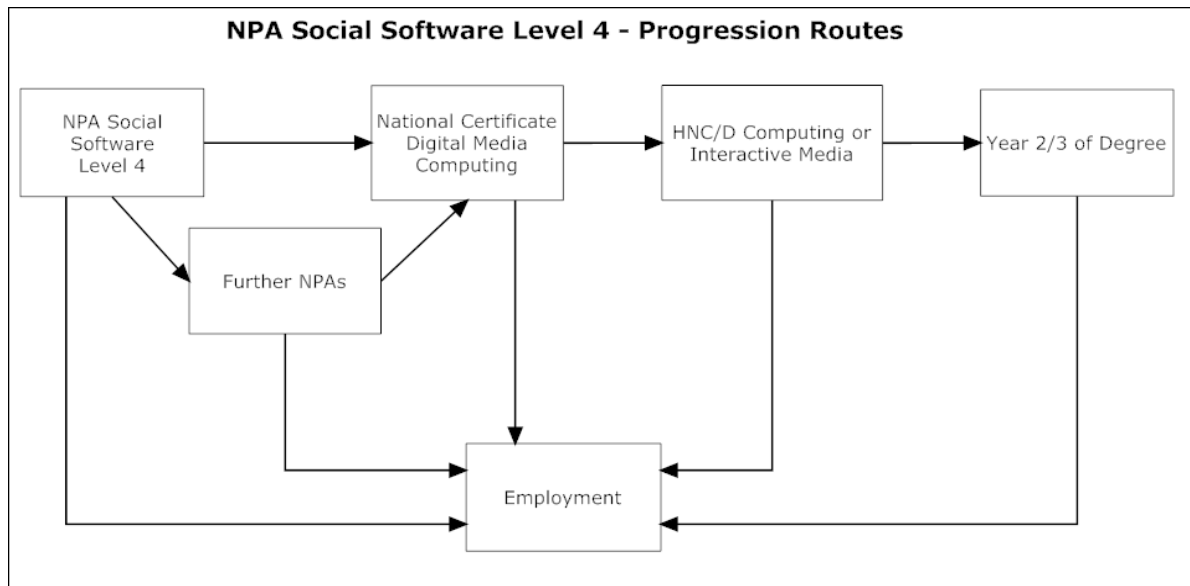 NPA Social Software Level 4 - Progression Routes
NPA Social
Software
Level 4
National Certificate
Digital Media
Computing
HNC/D Computing or
Interactive Media
Year 2/3 of Degree
Further NPAs
Employment